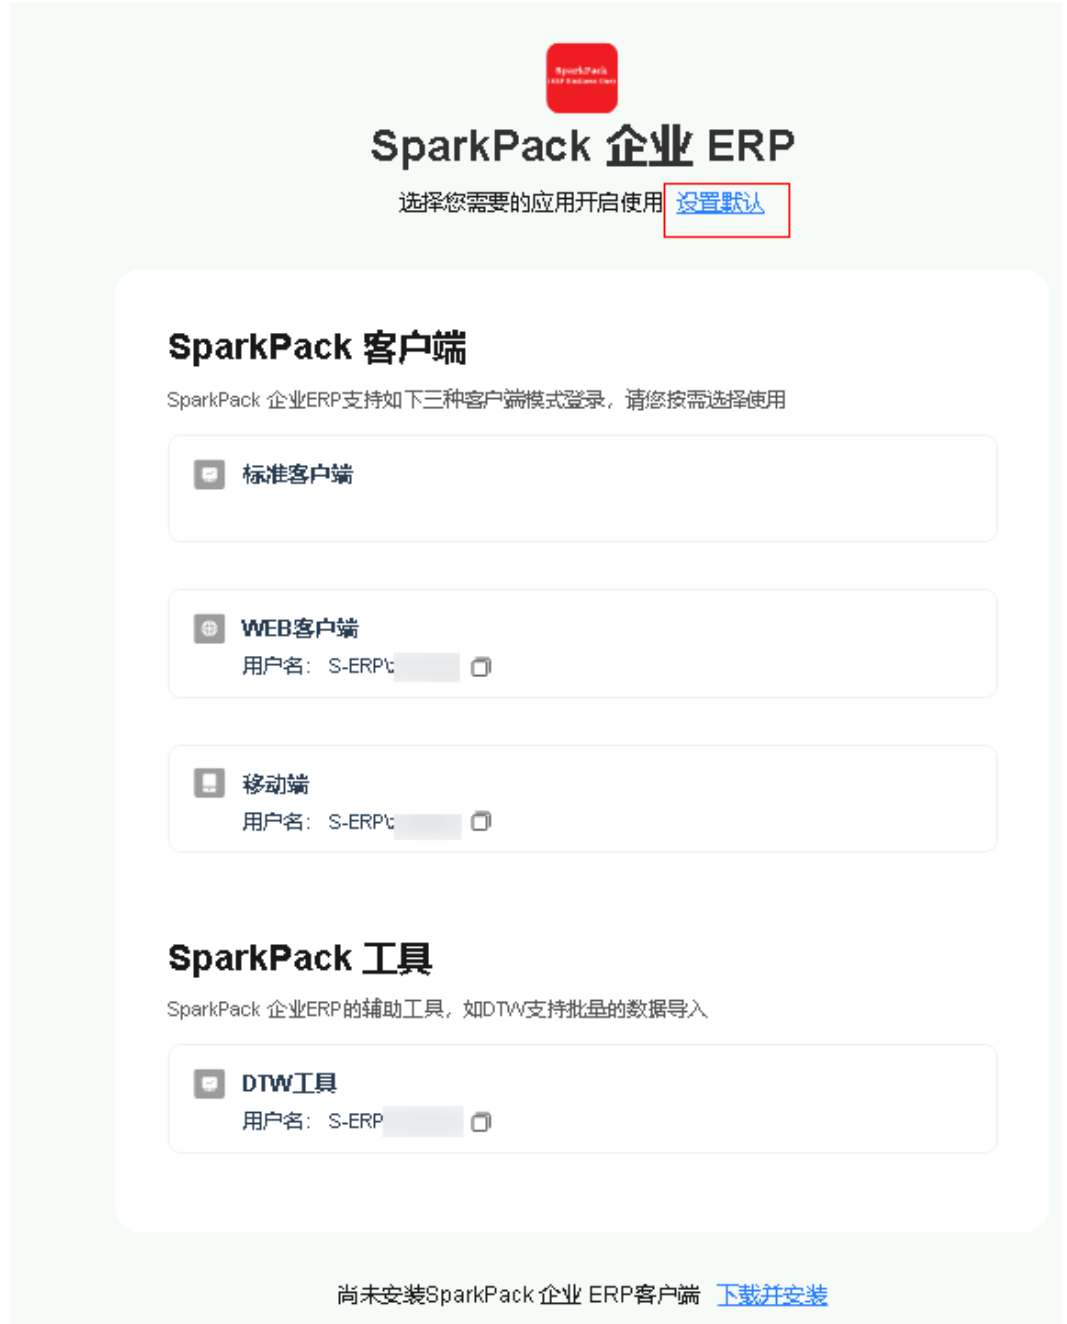 SparkPack
SparkPack 企业 ERP
选择您需要的应用开启使用 设置默认
SparkPack 客户端
SparkPack 企业ERP支持如下三种客户端模式登录，请您按需选择使用
标准客户端
WEB客户端
用户名： S-ERP\
移动端
用户名： S-ERP\
SparkPack 工具
SparkPack 企业ERP的辅助工具，如DTW支持批量的数据导入
DTW工具
用户名： S-ERP
尚未安装SparkPack 企业 ERP客户端 下载并安装